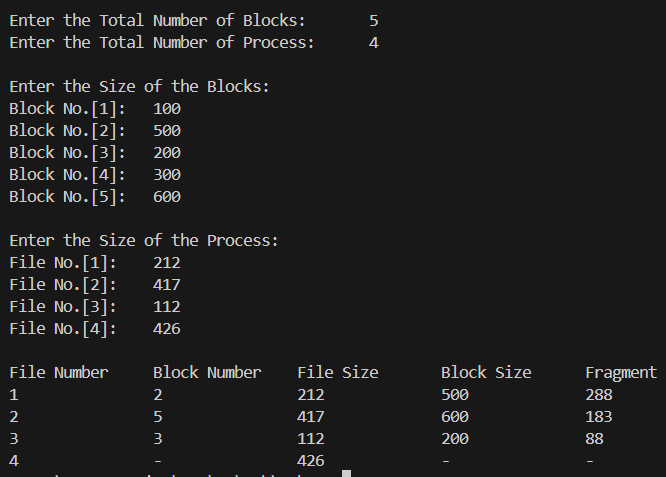 Enter the Total Number of Blocks: 5
Enter the Total Number of Process: 4
Enter the Size of the Blocks:
Block No.[1]: 100
Block No.[2]: 500
Block No.[3]: 200
Block No.[4]: 300
Block No.[5]: 600
Enter the Size of the Process:
File No.[1]: 212
File No.[2]: 417
File No.[3]: 112
File No.[4]: 426
File Number Block Number File Size Block Size Fragment
1 2 212 500 288
2 5 417 600 183
3 3 112 200 88
4 - 426 - -